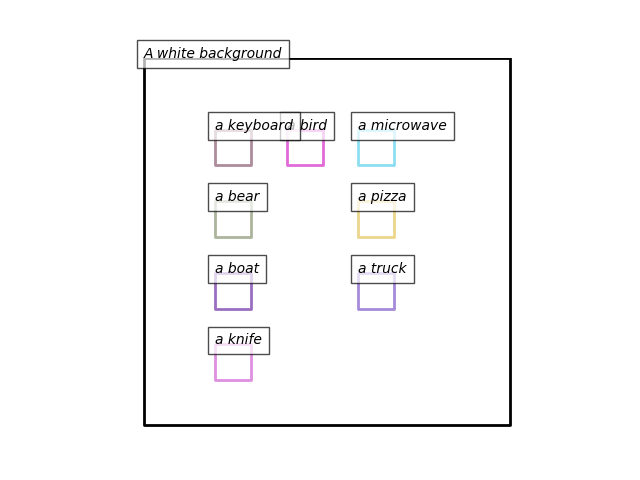 A white background
a keyboard
bird
a microwave
a bear
a pizza
a boat
a truck
a knife